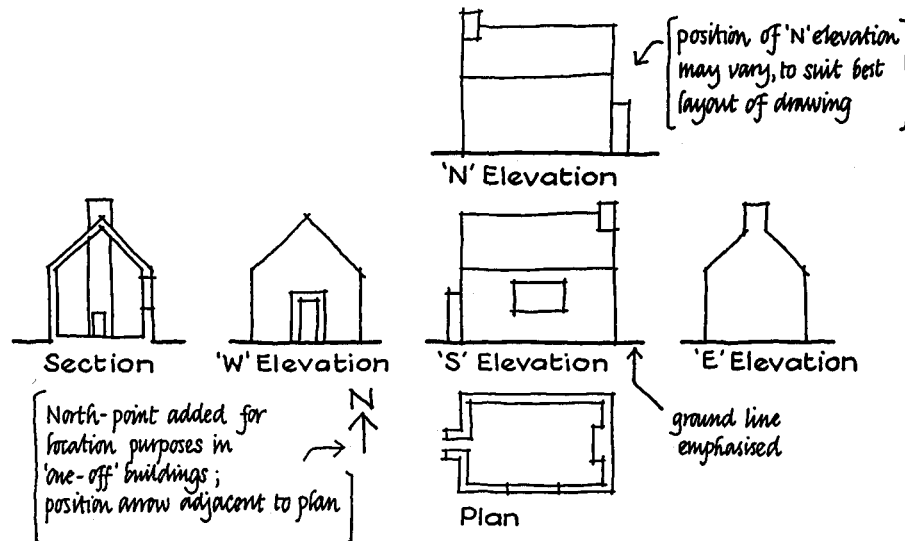 position of 'N' elevation
may vary, to suit best
layout of drawing
'N' Elevation
Section
'W' Elevation
'S' Elevation
'E' Elevation
North-point added for
location purposes in
'one-off' buildings;
position arrow adjacent to plan
N
ground line
emphasised
Plan